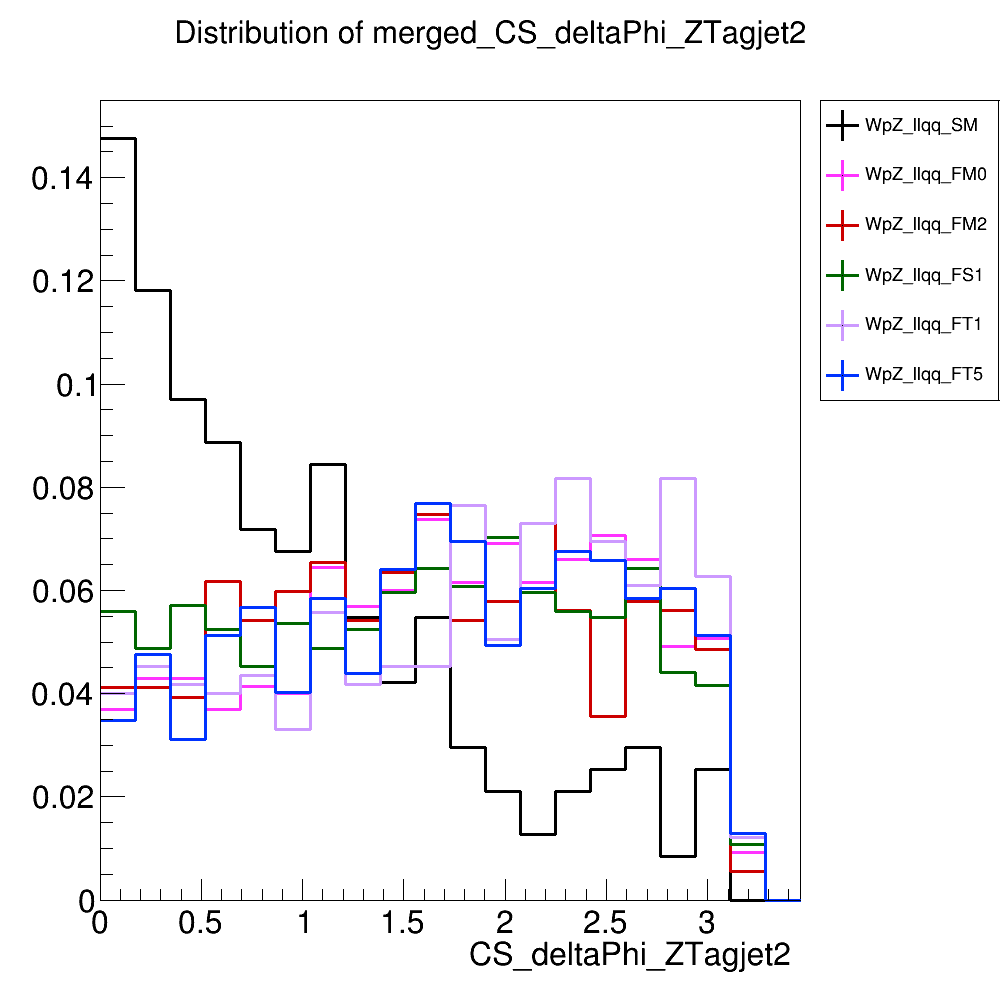 Distribution of merged_CS_deltaPhi_ZTagjet2
WpZ_llqq_SM
WpZ_llqq_FM0
WpZ_llqq_FM2
WpZ_llqq_FS1
WpZ_llqq_FT1
WpZ_llqq_FT5
0.14
0.12
0.1
0.08
0.06
0.04
0.02
0
0 0.5 1 1.5 2 2.5 3
CS_deltaPhi_ZTagjet2